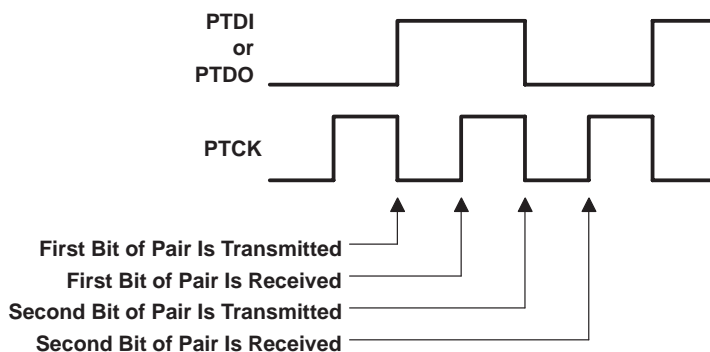 PTDI
or
PTDO
PTCK
First Bit of Pair Is Transmitted
First Bit of Pair Is Received
Second Bit of Pair Is Transmitted
Second Bit of Pair Is Received